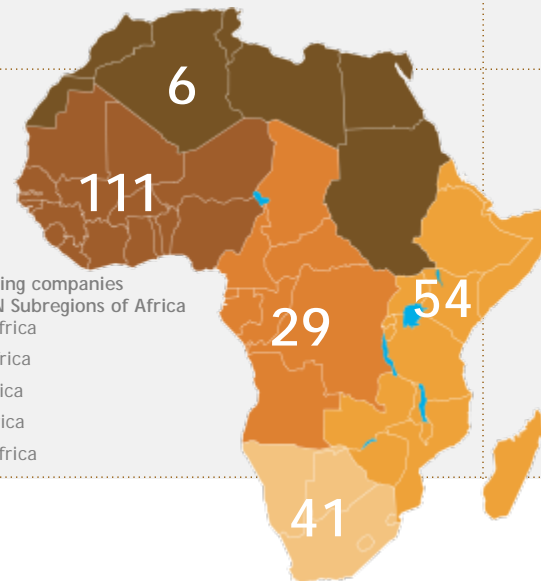 6
111
ing companies
N Subregions of Africa
54
frica
29
rica
ica
ica
frica
41